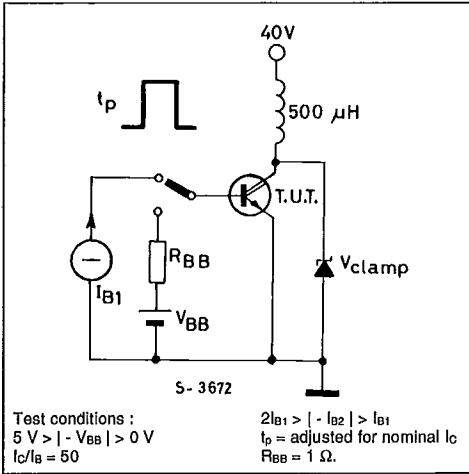 40V
500 µH
tp
T.U.T.
RBB
Vclamp
IB1
VBB
S-3672
Test conditions :
5 V > | - VBB | > 0 V
IC/IB = 50
2IB1 > | - IB2 | > IB1
tp = adjusted for nominal IC
RBB = 1 Ω.